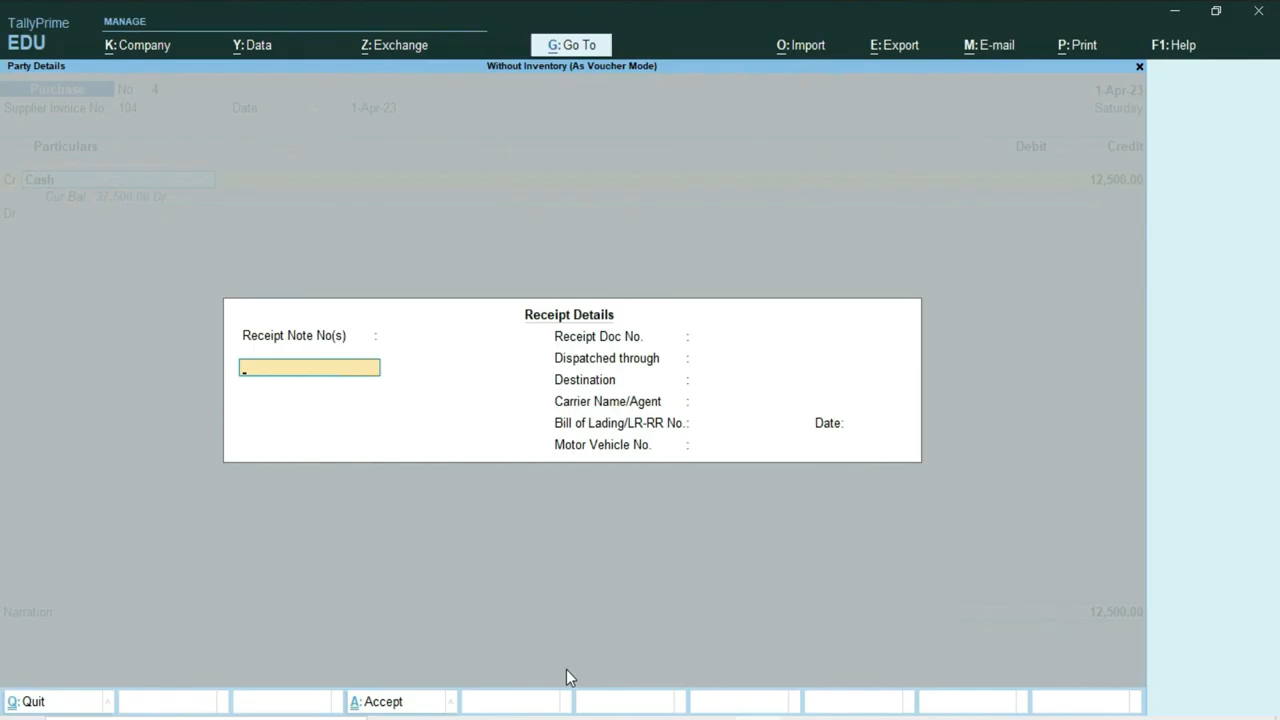 TallyPrime
EDU
MANAGE
K: Company
Y: Data
Z: Exchange
G: Go To
O: Import
E: Export
M: E-mail
P: Print
F1: Help
Party Details
Without Inventory (As Voucher Mode)
Purchase No. 4
1-Apr-23
Supplier Invoice No. 104 Date : 1-Apr-23
Saturday
Particulars
Debit
Credit
Cr Cash
12,500.00
Cur Bal: 37,500.00 Dr
Dr
Receipt Details
Receipt Note No(s) :
Receipt Doc No. :
Dispatched through :
Destination :
Carrier Name/Agent :
Bill of Lading/LR-RR No. : Date:
Motor Vehicle No. :
Narration:
12,500.00
Q: Quit
A: Accept